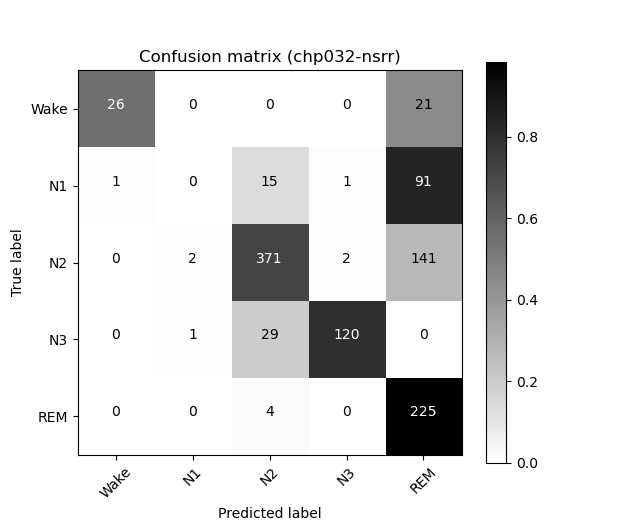 Confusion matrix (chp032-nsrr)
True label
Wake 26 0 0 0 21
N1 1 0 15 1 91
N2 0 2 371 2 141
N3 0 1 29 120 0
REM 0 0 4 0 225
Wake N1 N2 N3 REM
Predicted label
0.8
0.6
0.4
0.2
0.0